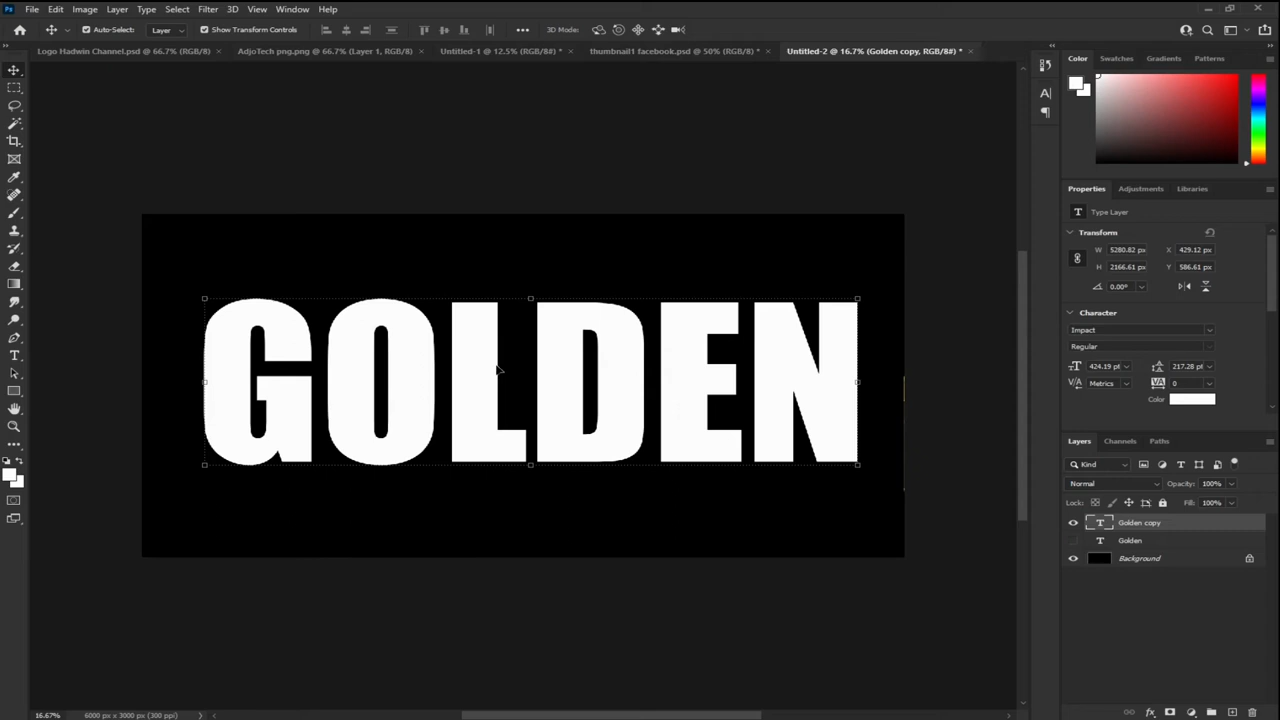 Ps File Edit Image Layer Type Select Filter 3D View Window Help
Auto-Select: Layer Show Transform Controls 3D Mode:
Logo Hadwin Channel.psd @ 66.7% (RGB/8) AdjoTech png.png @ 66.7% (Layer 1, RGB/8) Untitled-1 @ 12.5% (RGB/8#) * thumbnail1 facebook.psd @ 50% (RGB/8) * Untitled-2 @ 16.7% (Golden copy, RGB/8#) *
Color Swatches Gradients Patterns
Properties Adjustments Libraries
T Type Layer
Transform
W 5280.82 px X 429.12 px
H 2166.61 px Y 586.61 px
0.00°
Character
Impact
Regular
424.19 pt 217.28 pt
Metrics VA 0
Color
GOLDEN
Layers Channels Paths
Kind
Normal Opacity: 100%
Lock: Fill: 100%
T Golden copy
T Golden
Background
16.67% 6000 px x 3000 px (300 ppi)